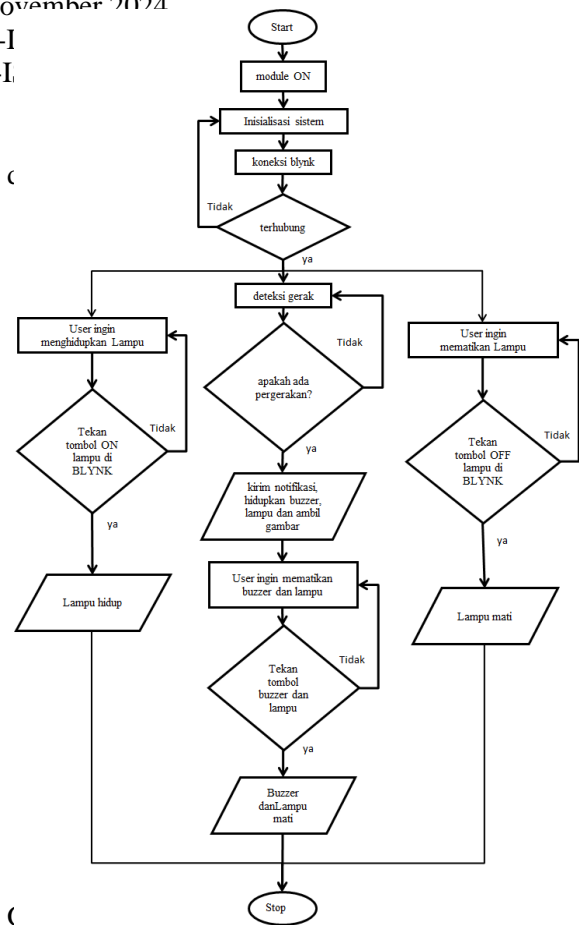 November 2024
Start
module ON
Inisialisasi sistem
koneksi blynk
Tidak
terhubung
ya
deteksi gerak
User ingin
menghidupkan Lampu
Tidak
User ingin
mematikan Lampu
apakah ada
pergerakan?
Tekan
tombol ON
lampu di
BLYNK
Tidak
Tekan
tombol OFF
lampu di
BLYNK
Tidak
ya
ya
ya
kirim notifikasi,
hidupkan buzzer,
lampu dan ambil
gambar
Lampu hidup
User ingin mematikan
buzzer dan lampu
Lampu mati
Tekan
tombol
buzzer dan
lampu
Tidak
ya
Buzzer
danLampu
mati
Stop